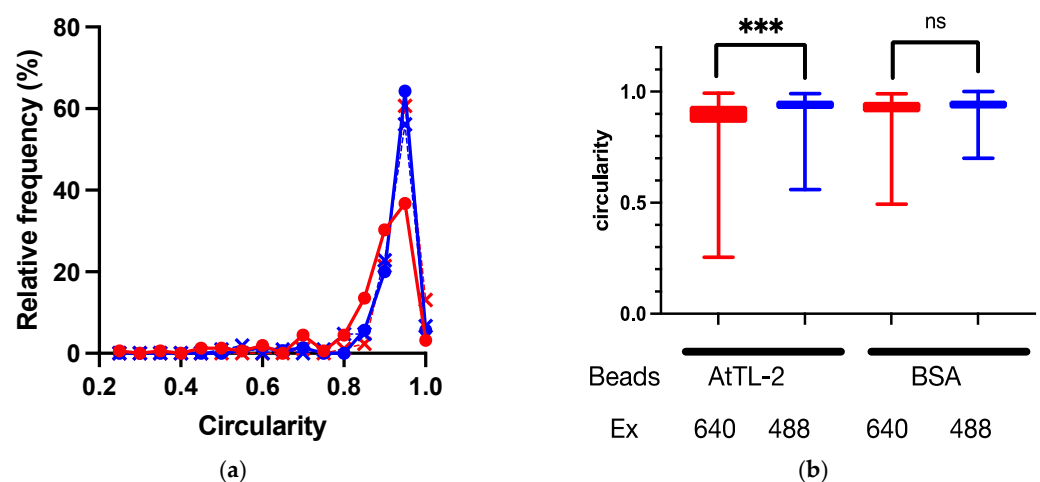 80
60
40
20
0
Relative frequency (%)
0.2 0.4 0.6 0.8 1.0
Circularity
(a)
*** ns
1.0
0.5
0.0
circularity
Beads AtTL-2 BSA
Ex 640 488 640 488
(b)